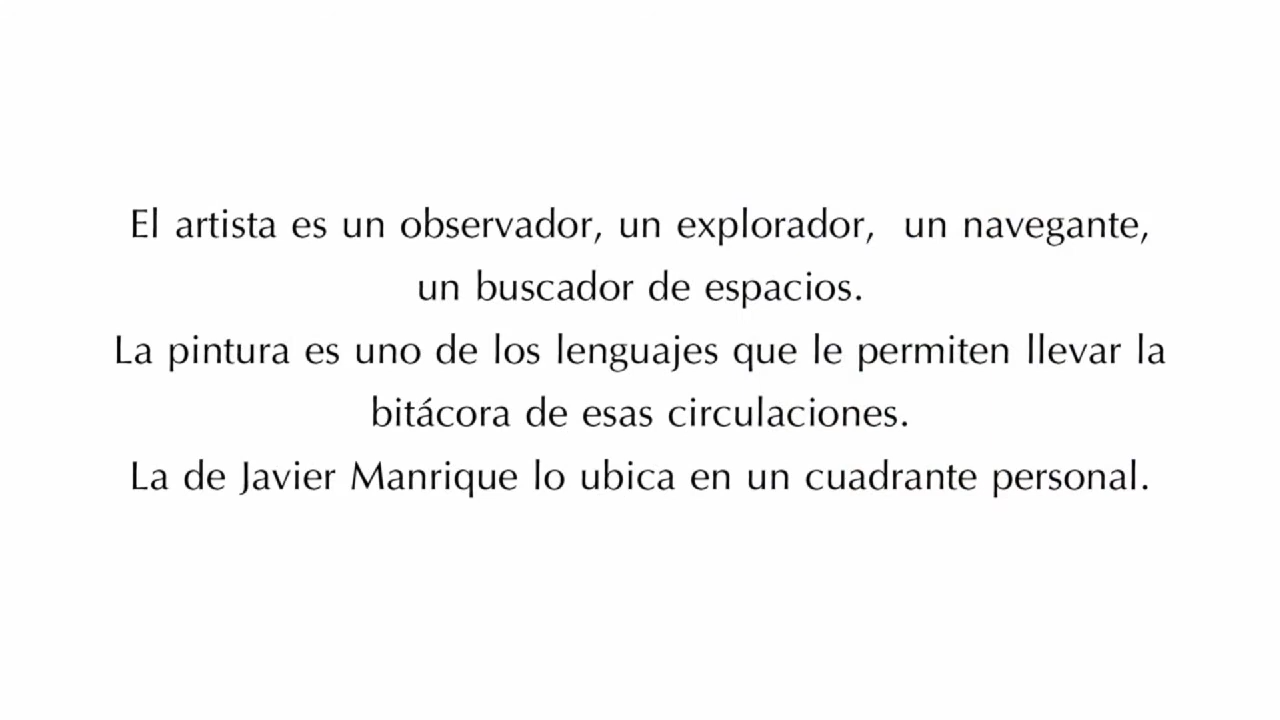 El artista es un observador, un explorador,  un navegante,
un buscador de espacios.
La pintura es uno de los lenguajes que le permiten llevar la
bitácora de esas circulaciones.
La de Javier Manrique lo ubica en un cuadrante personal.